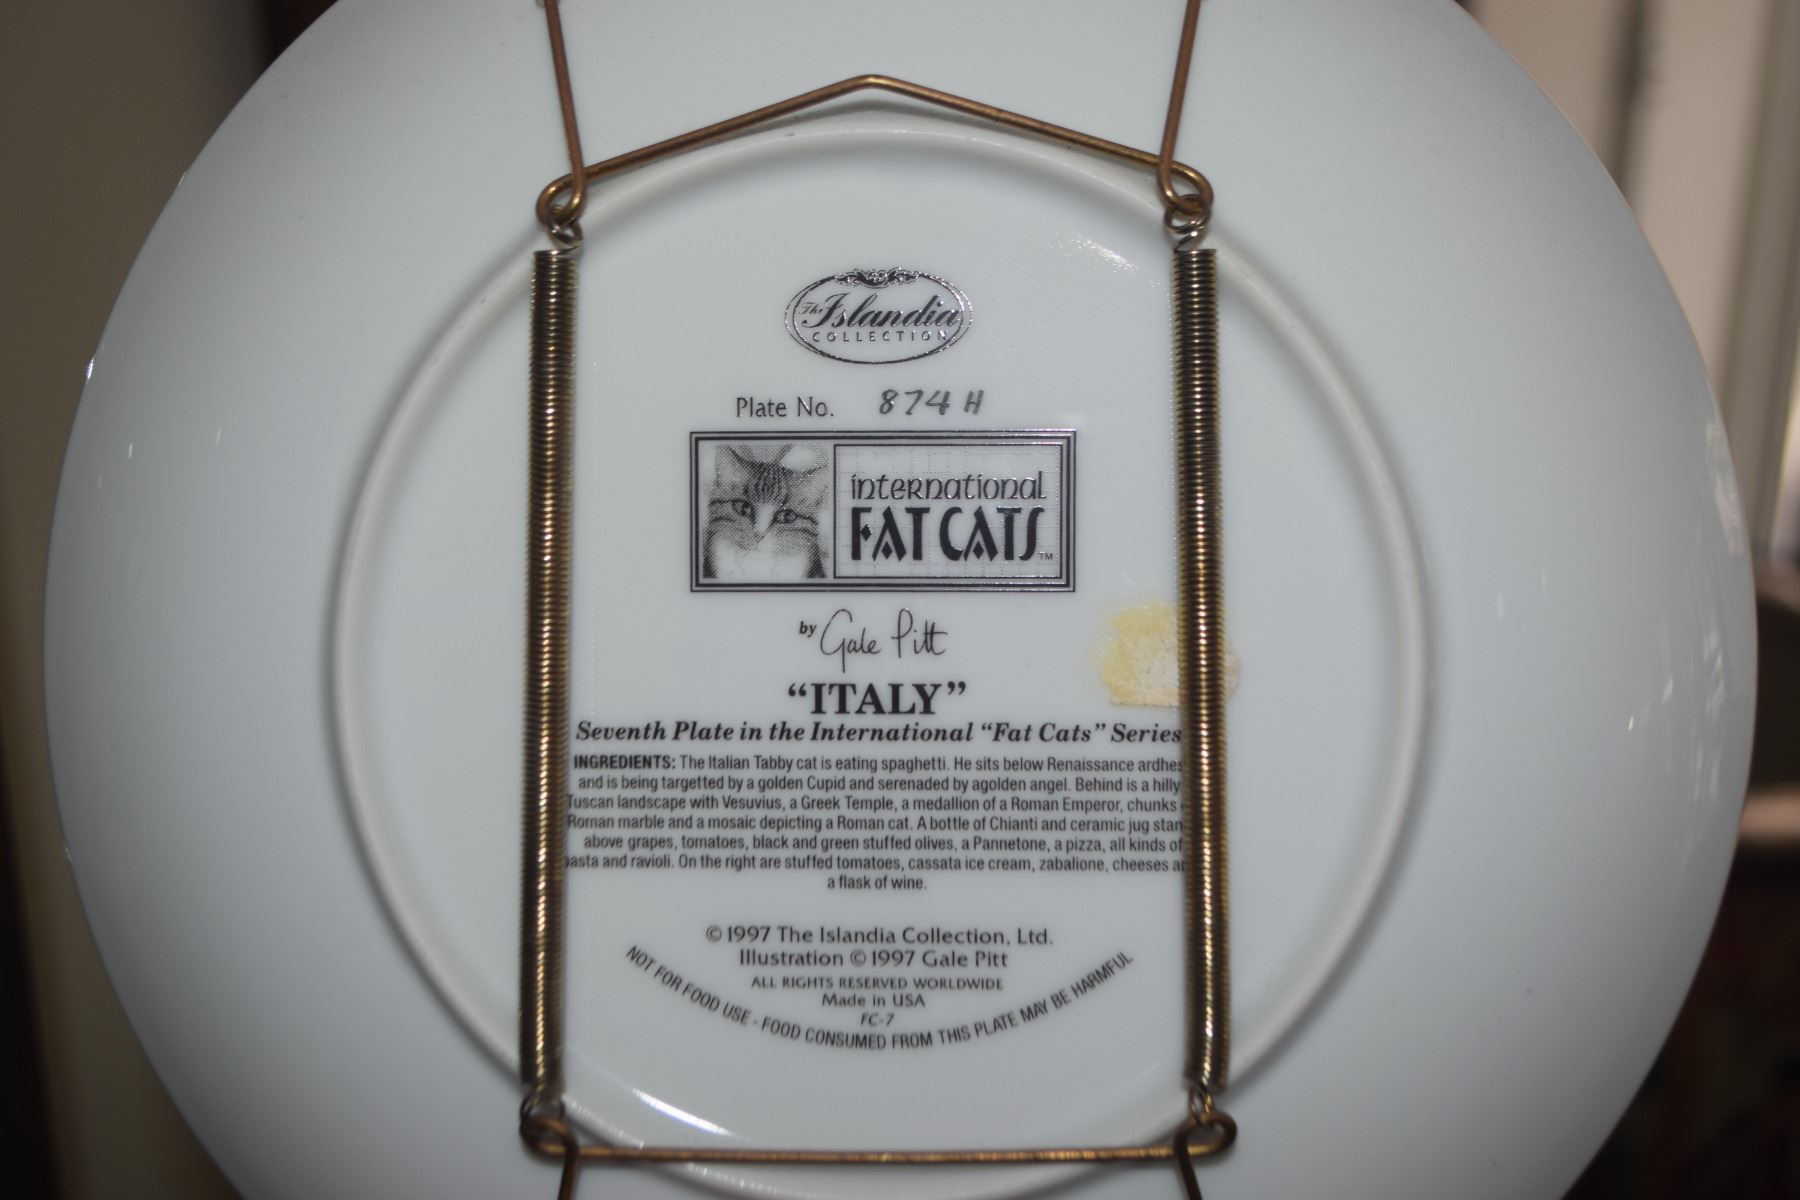 The Islandia
COLLECTION
Plate No. 874 H
international
FAT CATS™
by Gale Pitt
“ITALY”
Seventh Plate in the International “Fat Cats” Series
INGREDIENTS: The Italian Tabby cat is eating spaghetti. He sits below Renaissance ardhes
and is being targetted by a golden Cupid and serenaded by agolden angel. Behind is a hilly
Tuscan landscape with Vesuvius, a Greek Temple, a medallion of a Roman Emperor, chunks
Roman marble and a mosaic depicting a Roman cat. A bottle of Chianti and ceramic jug stan
above grapes, tomatoes, black and green stuffed olives, a Pannetone, a pizza, all kinds of
pasta and ravioli. On the right are stuffed tomatoes, cassata ice cream, zabalione, cheeses a
a flask of wine.
© 1997 The Islandia Collection, Ltd.
Illustration © 1997 Gale Pitt
ALL RIGHTS RESERVED WORLDWIDE
Made in USA
FC-7
NOT FOR FOOD USE - FOOD CONSUMED FROM THIS PLATE MAY BE HARMFUL